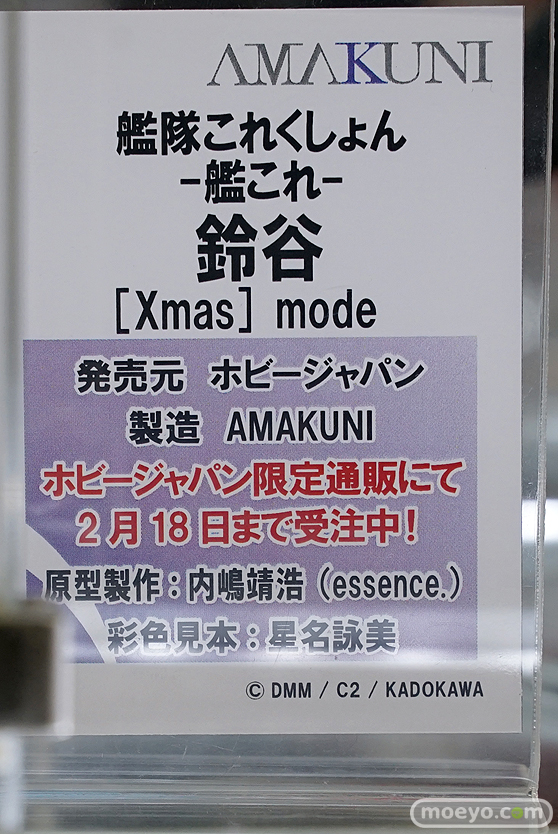 AMAKUNI
艦隊これくしょん
-艦これ-
鈴谷
[Xmas] mode
発売元　ホビージャパン
製造　AMAKUNI
ホビージャパン限定通販にて
2月18日まで受注中!
原型製作：内嶋靖浩（essence.）
彩色見本：星名詠美
© DMM / C2 / KADOKAWA
moeyo.com